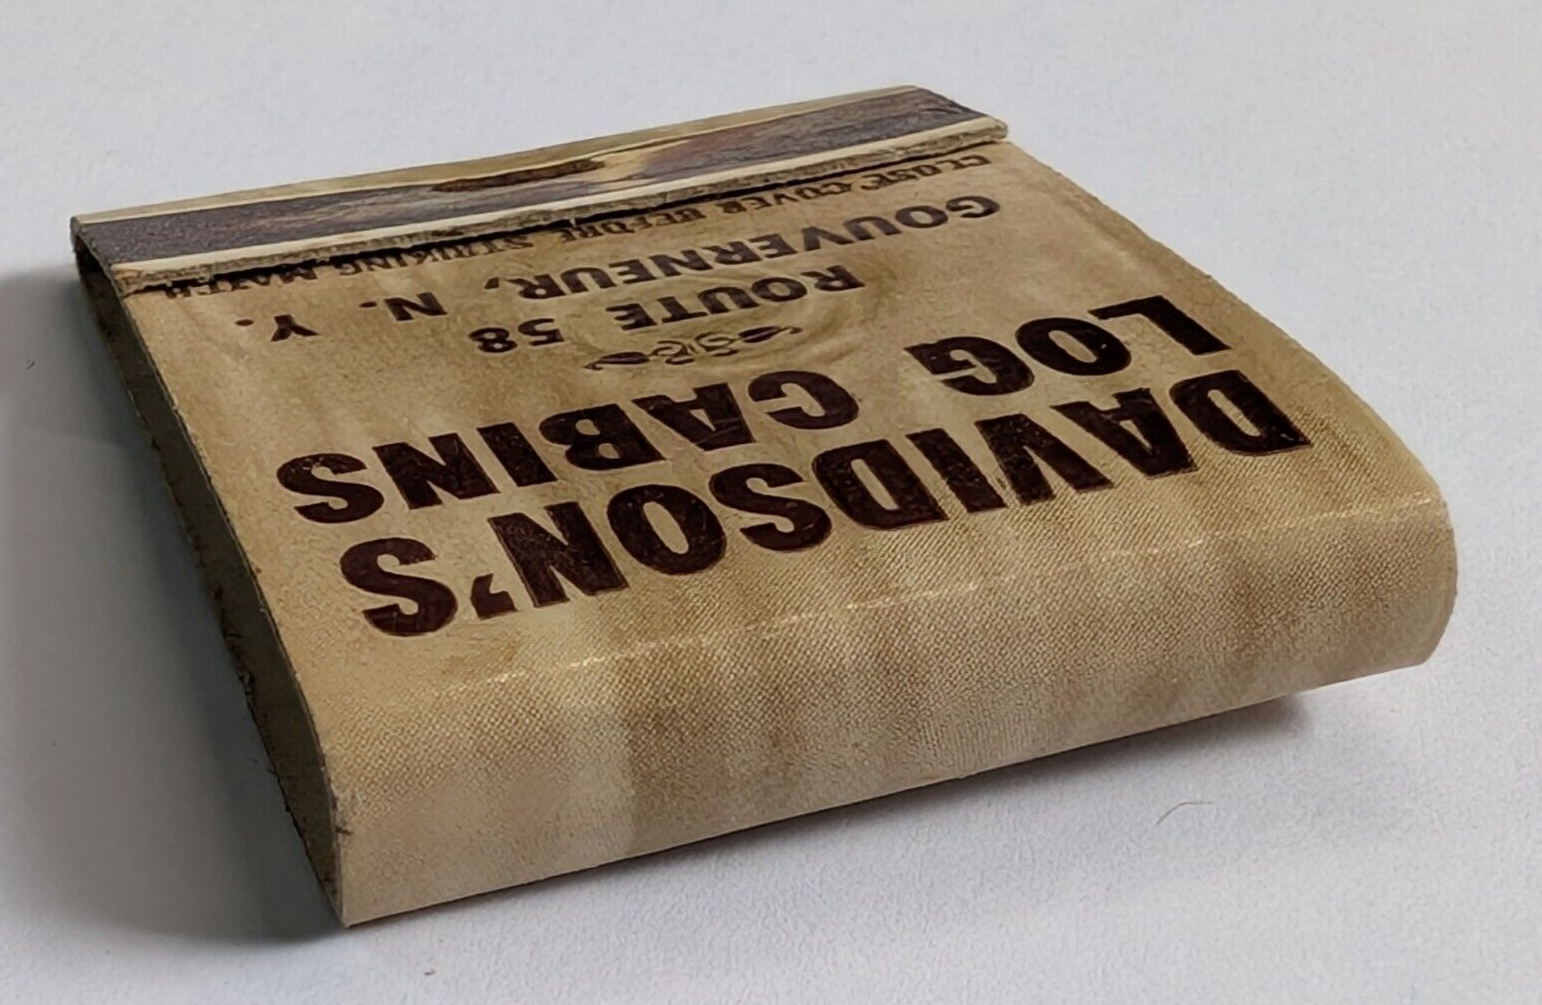 DAVIDSON'S
LOG CABINS
ROUTE 58
GOUVERNEUR, N. Y.
CLOSE COVER BEFORE STRIKING MATCH